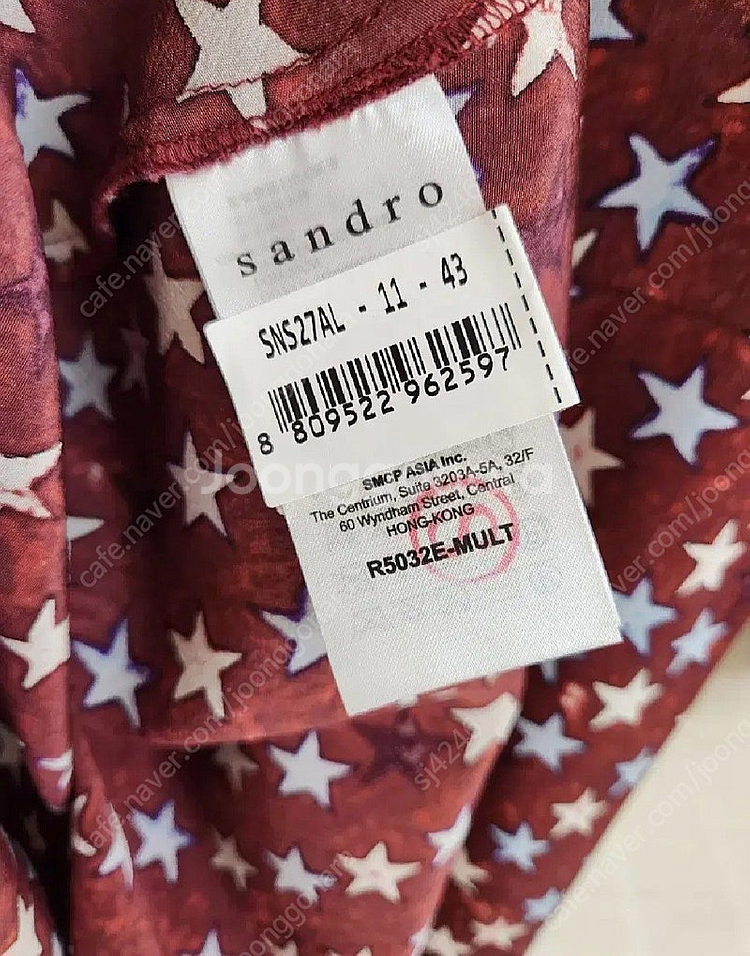 sandro
SNS27AL - 11 - 43
8 809522 962597
SMCP ASIA Inc.
The Centrium, Suite 3203A-5A, 32/F
60 Wyndham Street, Central
HONG-KONG
R5032E-MULT
cafe.naver.com/joonggonara
Joonggonara